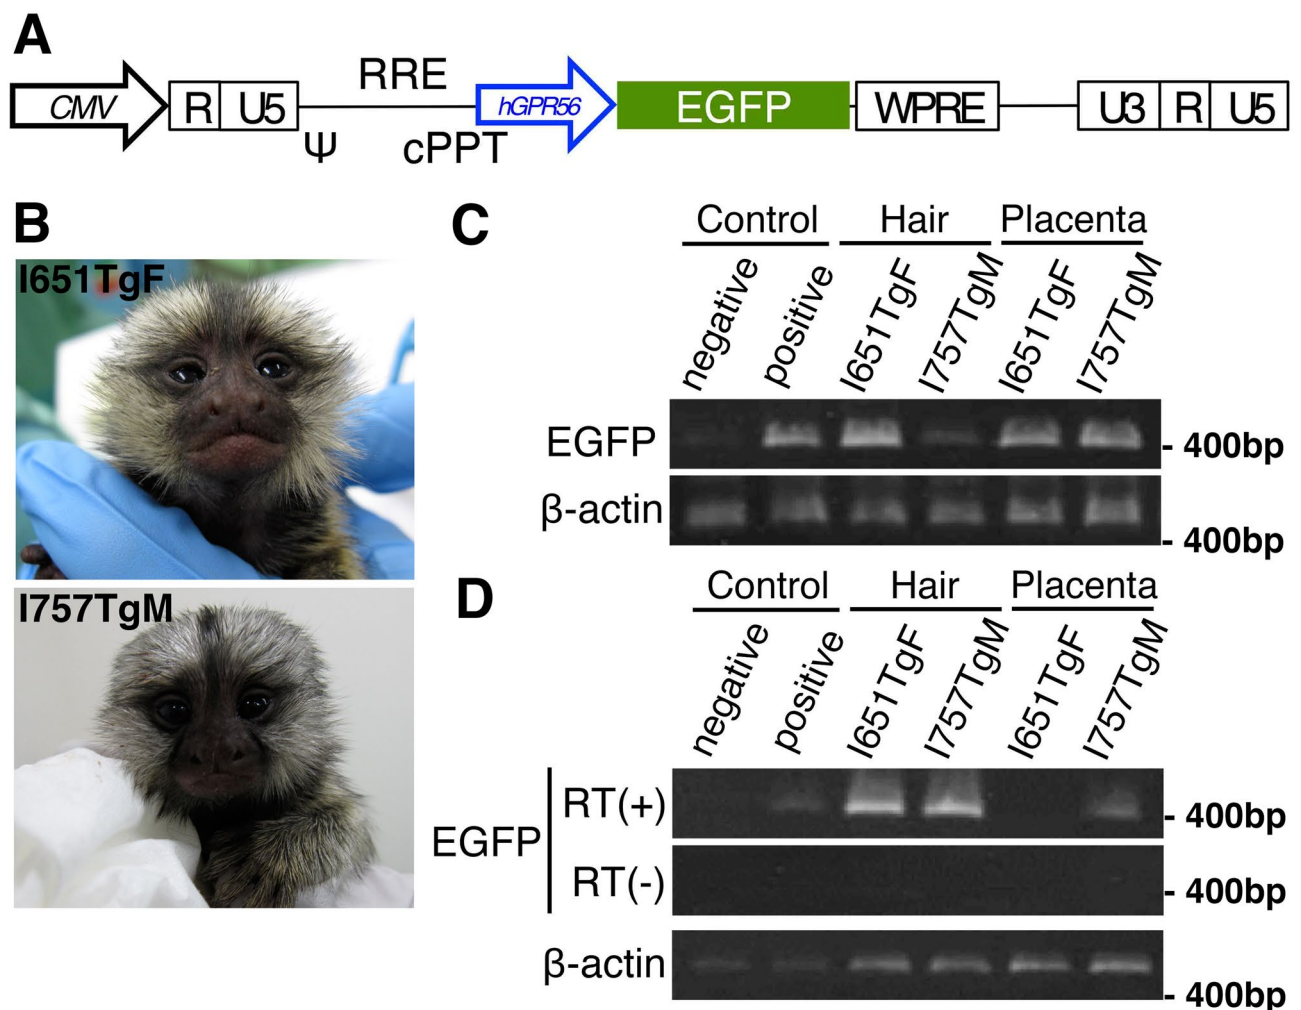 A
RRE
CMV R U5 hGPR56 EGFP WPRE U3 R U5
Ψ cPPT
B
I651TgF
I757TgM
C
Control Hair Placenta
negative positive I651TgF I757TgM I651TgF I757TgM
EGFP - 400bp
β-actin
- 400bp
D
Control Hair Placenta
negative positive I651TgF I757TgM I651TgF I757TgM
EGFP
RT(+) - 400bp
RT(-) - 400bp
β-actin
- 400bp